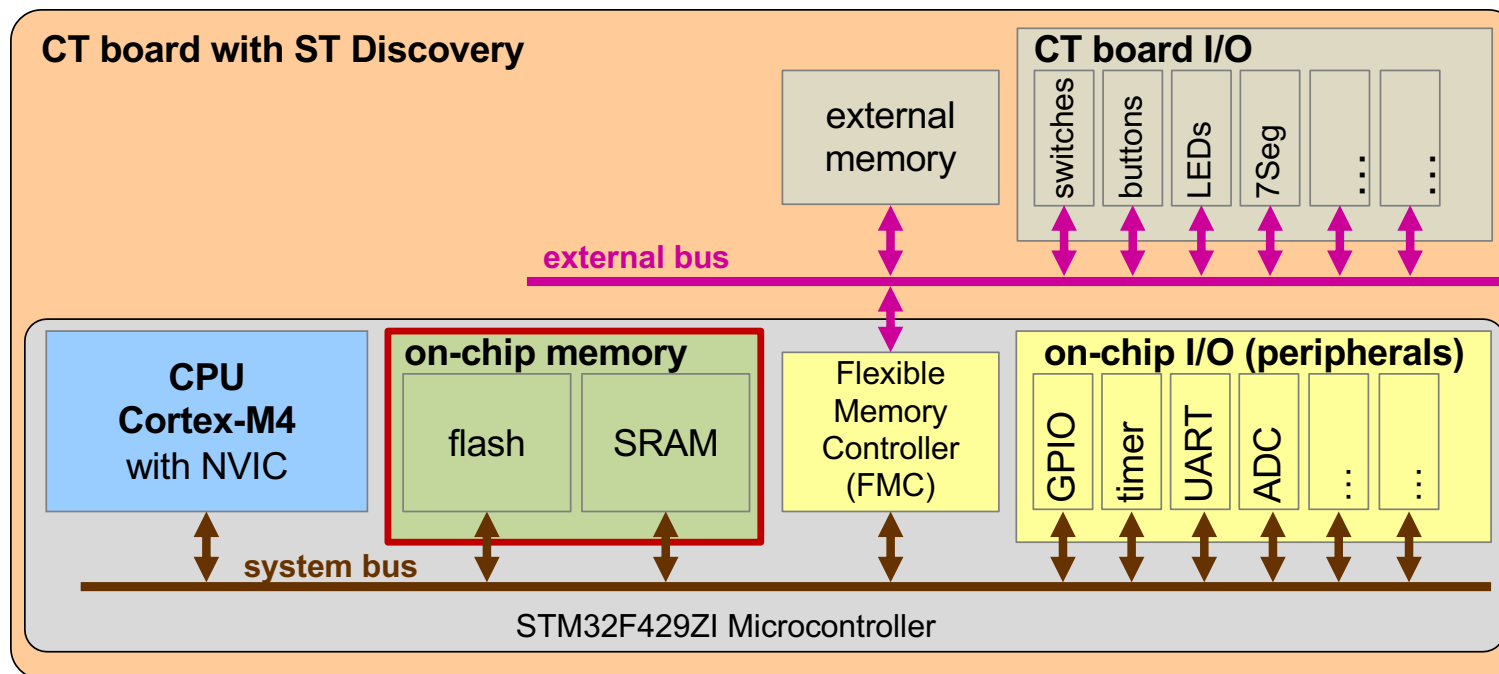 CT board with ST Discovery
external
memory
CT board I/O
switches
buttons
LEDs
7Seg
...
...
external bus
CPU
Cortex-M4
with NVIC
on-chip memory
flash
SRAM
Flexible
Memory
Controller
(FMC)
on-chip I/O (peripherals)
GPIO
timer
UART
ADC
...
...
system bus
STM32F429ZI Microcontroller